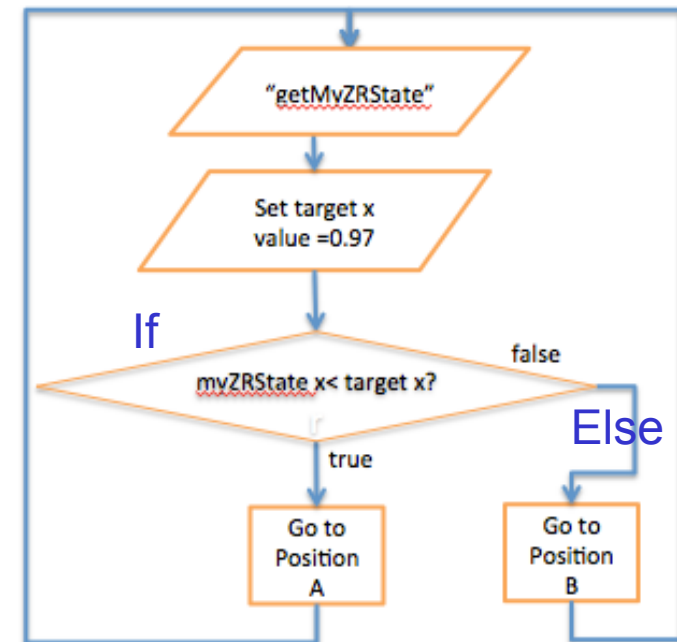 "getMyZRState"
Set target x
value =0.97
If
false
myZRState x< target x?
r
Else
true
Go to
Position
A
Go to
Position
B